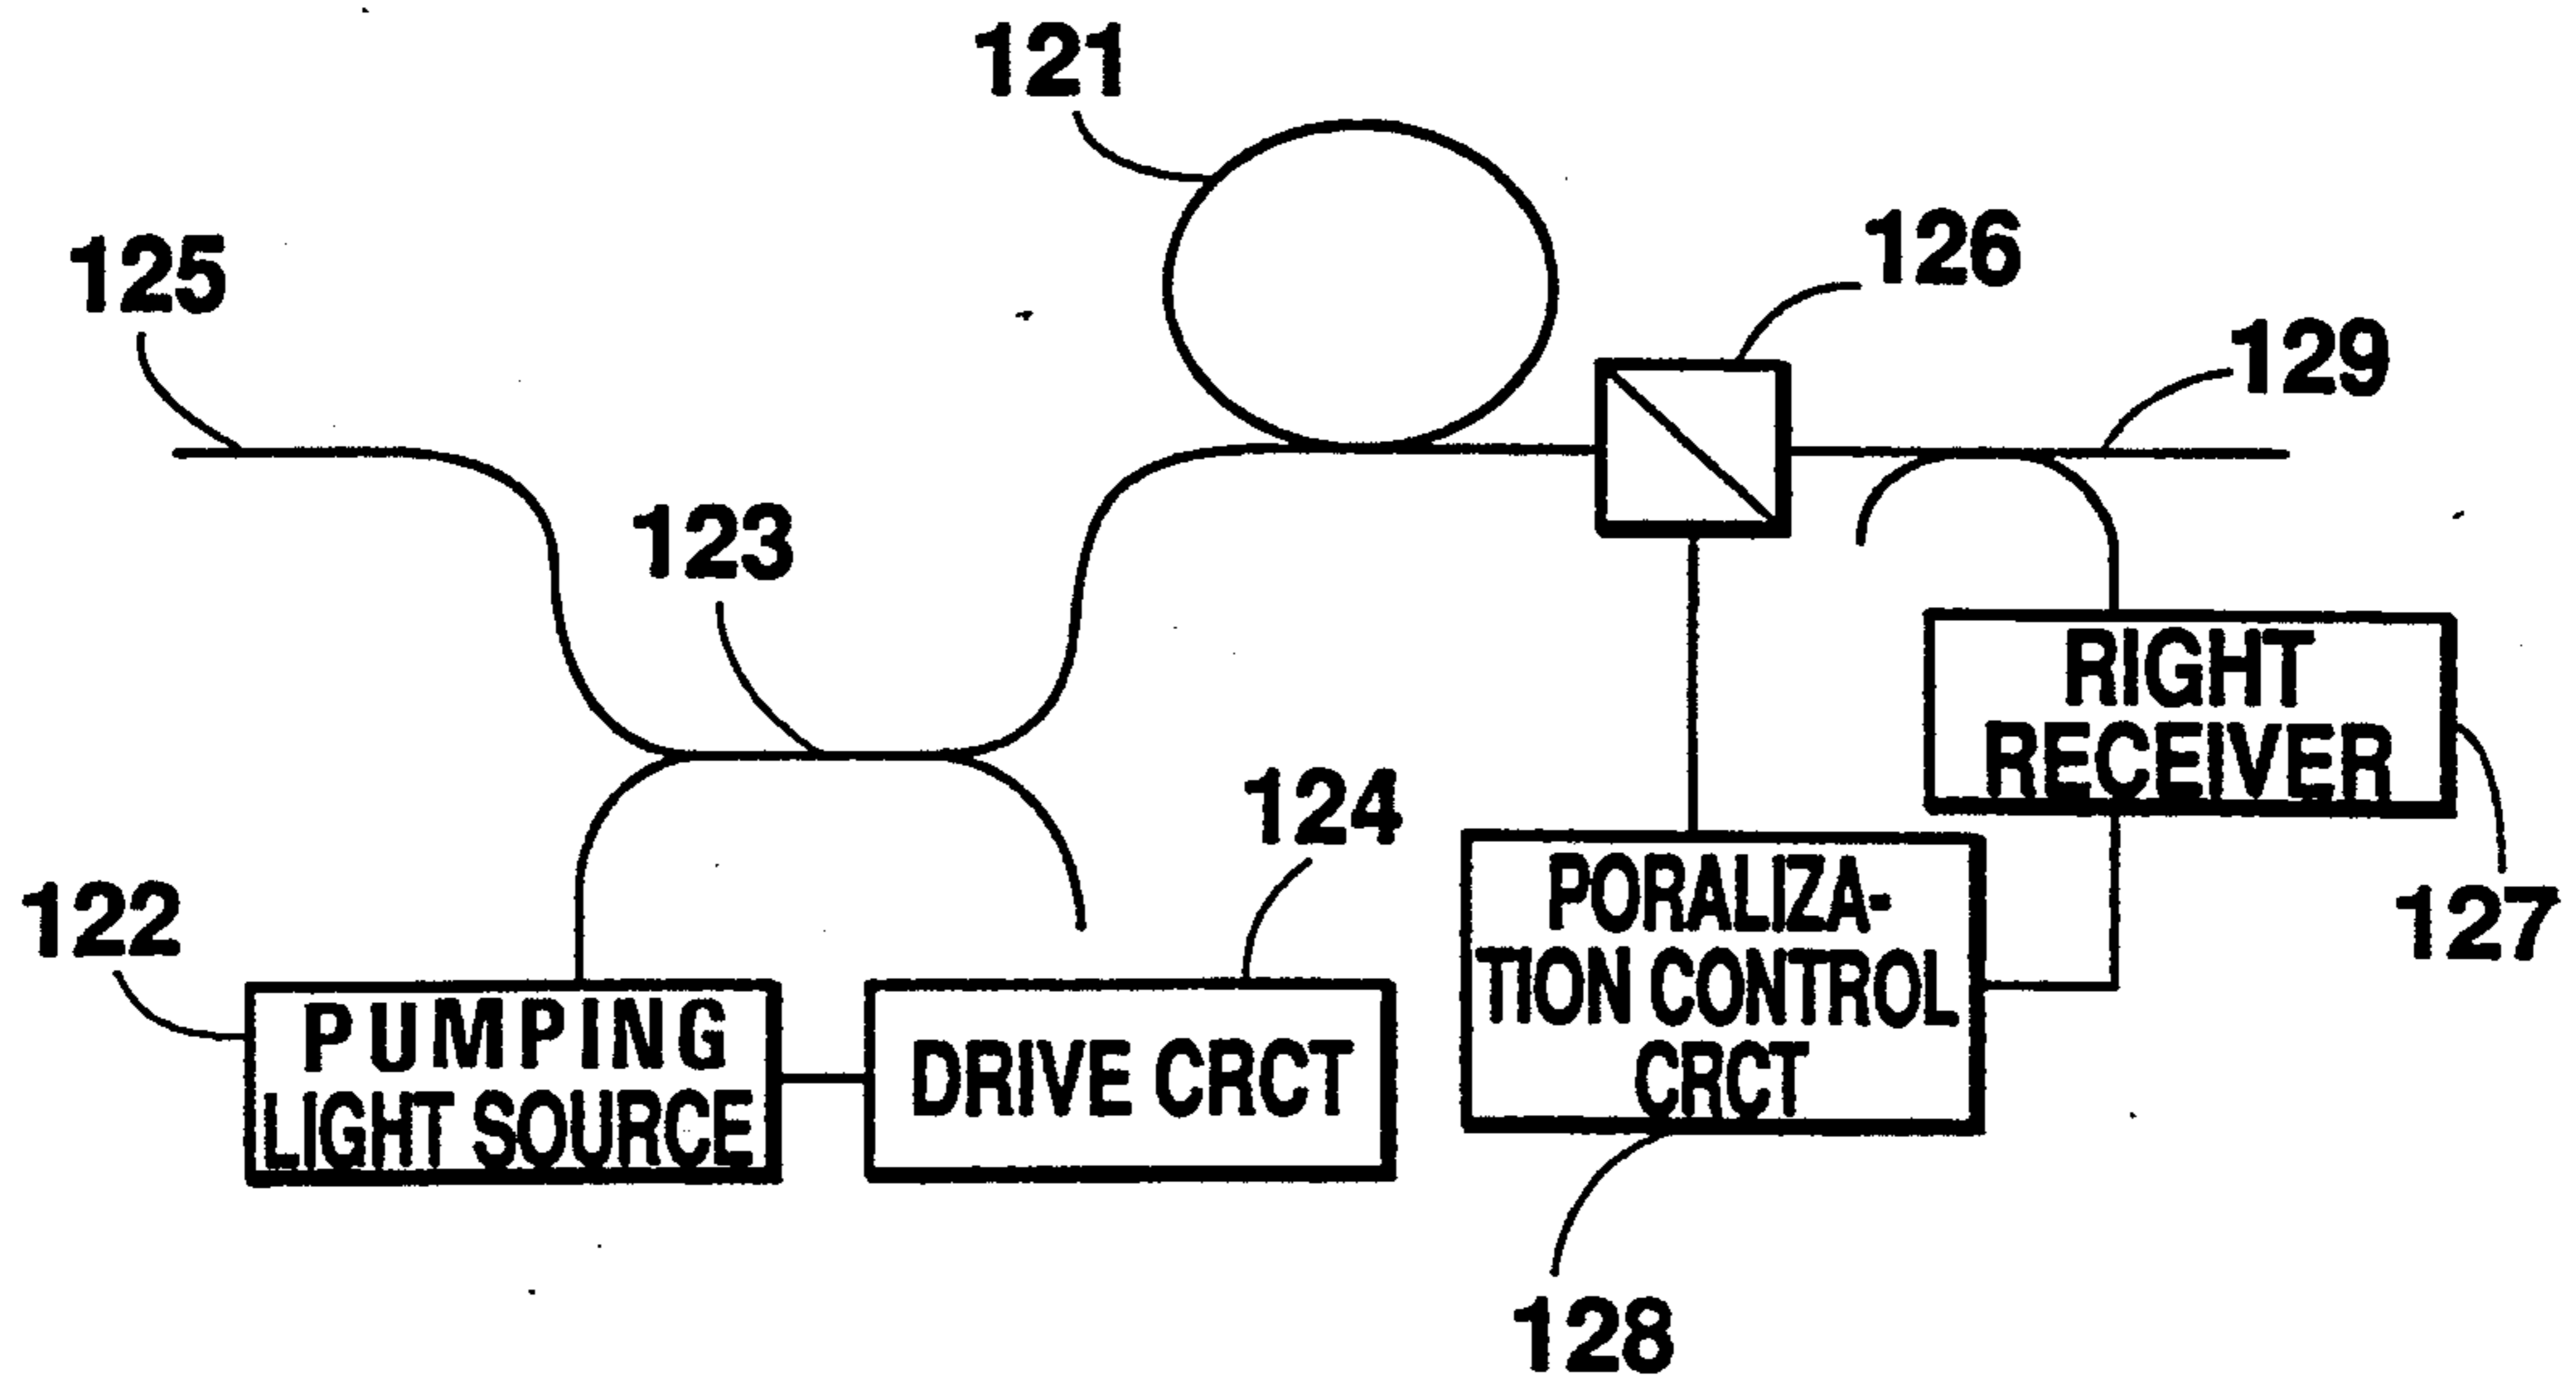 121
125
126
129
123
RIGHT
RECEIVER
124
PORALIZA-
TION CONTROL
CRCT
122
127
PUMPING
LIGHT SOURCE
DRIVE CRCT
128